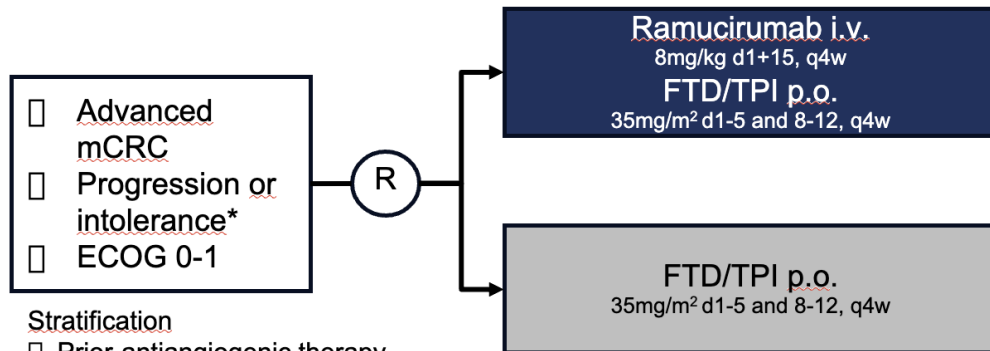 Ramucirumab i.v.
8mg/kg d1+15, q4w
FTD/TPI p.o.
35mg/m² d1-5 and 8-12, q4w
Advanced
mCRC
Progression or
intolerance*
ECOG 0-1
R
FTD/TPI p.o.
35mg/m² d1-5 and 8-12, q4w
Stratification
Prior antiangiogenic therapy